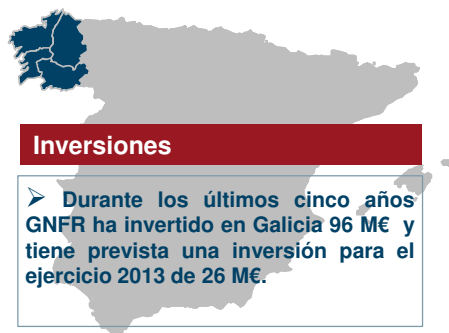 Inversiones
➢ Durante los últimos cinco años
GNFR ha invertido en Galicia 96 M€ y
tiene prevista una inversión para el
ejercicio 2013 de 26 M€.